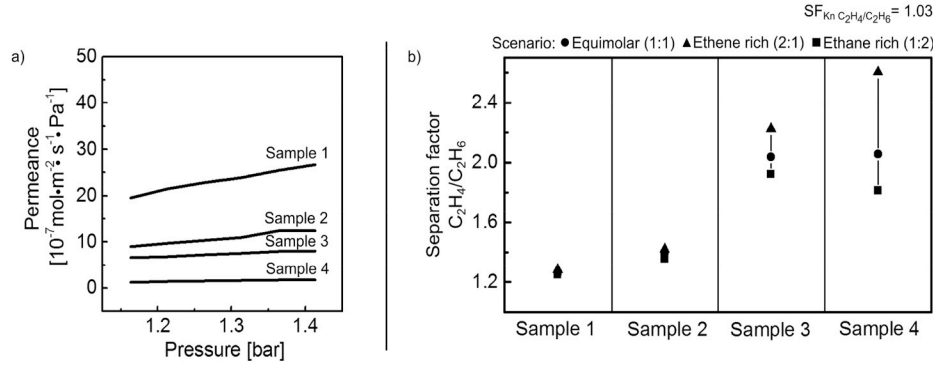 SF Kn C₂H₄/C₂H₆ = 1.03
a)
50
40
30
20
10
0
Permeance
[10⁻⁷mol•m⁻²•s⁻¹•Pa⁻¹]
Sample 1
Sample 2
Sample 3
Sample 4
1.2 1.3 1.4
Pressure [bar]
b)
Scenario: ● Equimolar (1:1) ▲ Ethene rich (2:1) ■ Ethane rich (1:2)
2.4
2.0
1.6
1.2
Separation factor
C₂H₄/C₂H₆
Sample 1 Sample 2 Sample 3 Sample 4